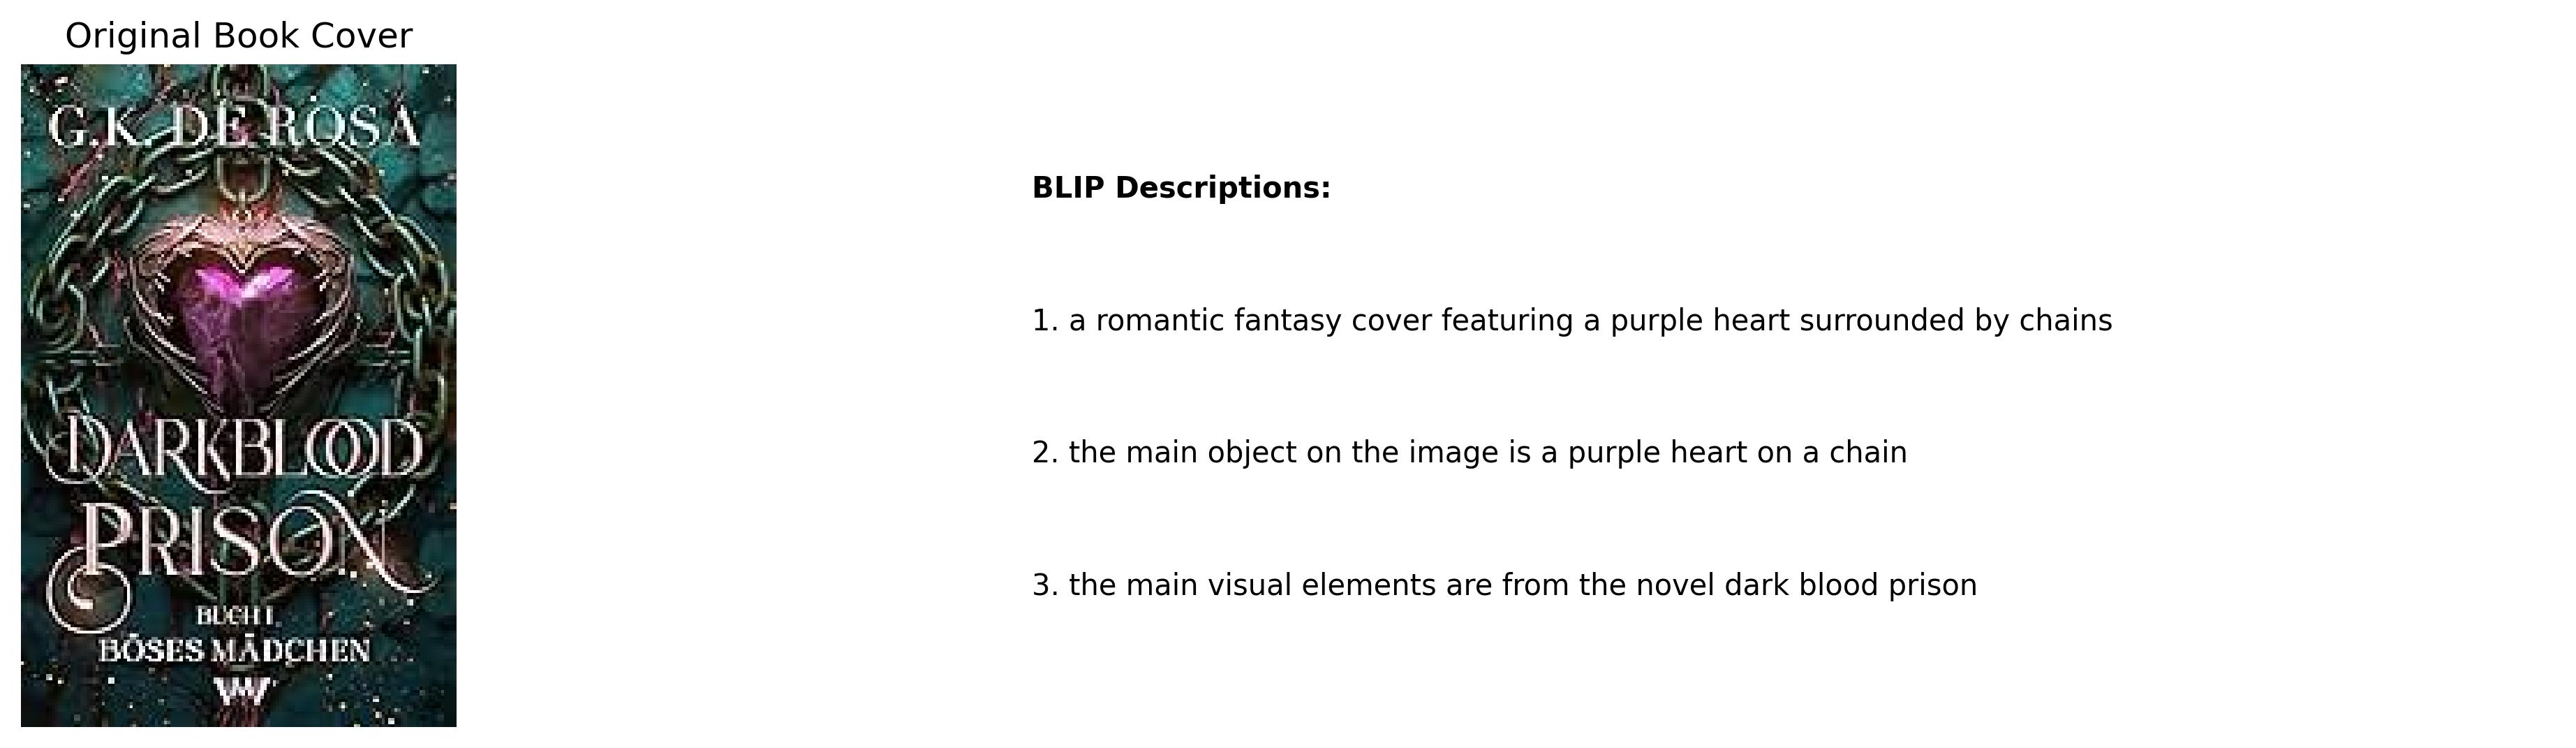 Original Book Cover
G.K. DE ROSA
DARKBLOOD
PRISON
BUCH 1
BÖSES MÄDCHEN
BLIP Descriptions:
1. a romantic fantasy cover featuring a purple heart surrounded by chains
2. the main object on the image is a purple heart on a chain
3. the main visual elements are from the novel dark blood prison